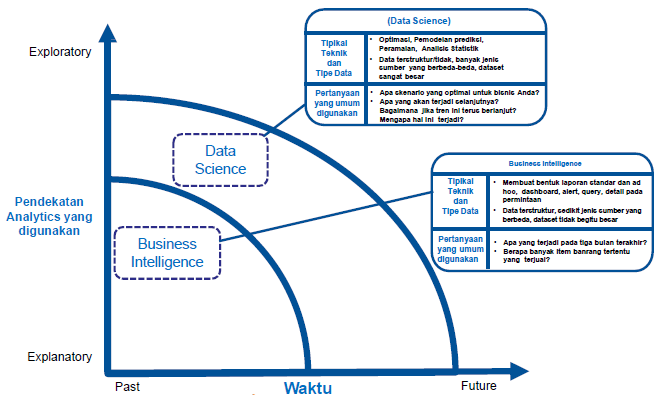 (Data Science)
Tipikal
Teknik
dan
Tipe Data
• Optimasi, Pemodelan prediksi,
Peramalan, Analisis Statistik
• Data terstruktur/tidak, banyak jenis
sumber yang berbeda-beda, dataset
sangat besar
Pertanyaan
yang umum
digunakan
• Apa skenario yang optimal untuk bisnis Anda?
• Apa yang akan terjadi selanjutnya?
Bagaimana jika tren ini terus berlanjut?
Mengapa hal ini terjadi?
Exploratory
Data
Science
Business Intelligence
Tipikal
Teknik
dan
Tipe Data
• Membuat bentuk laporan standar dan ad
hoc, dashboard, alert, query, detail pada
permintaan
• Data terstruktur, sedikit jenis sumber yang
berbeda, dataset tidak begitu besar
Pertanyaan
yang umum
digunakan
• Apa yang terjadi pada tiga bulan terakhir?
• Berapa banyak item banrang tertentu
yang terjual?
Pendekatan
Analytics yang
digunakan
Business
Intelligence
Explanatory
Past
Waktu
Future